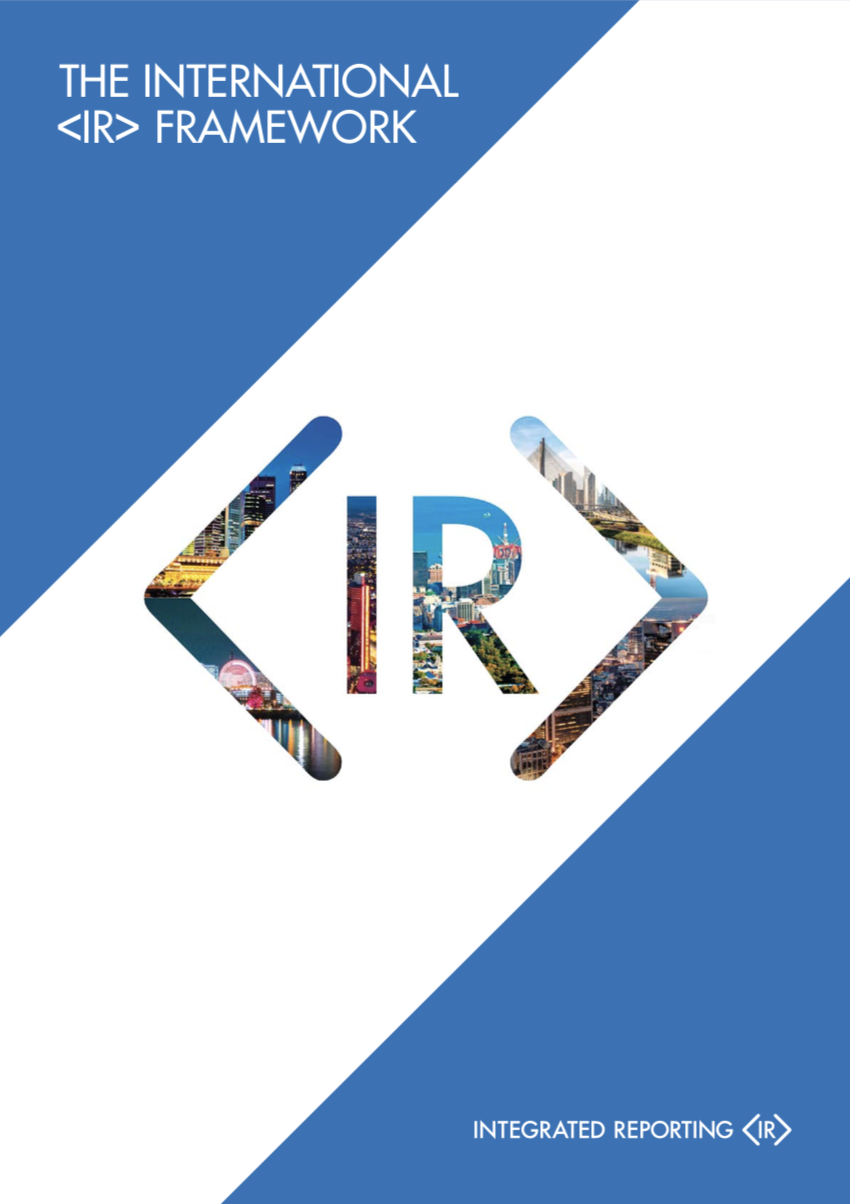 THE INTERNATIONAL
<IR> FRAMEWORK
<IR>
INTEGRATED REPORTING <IR>